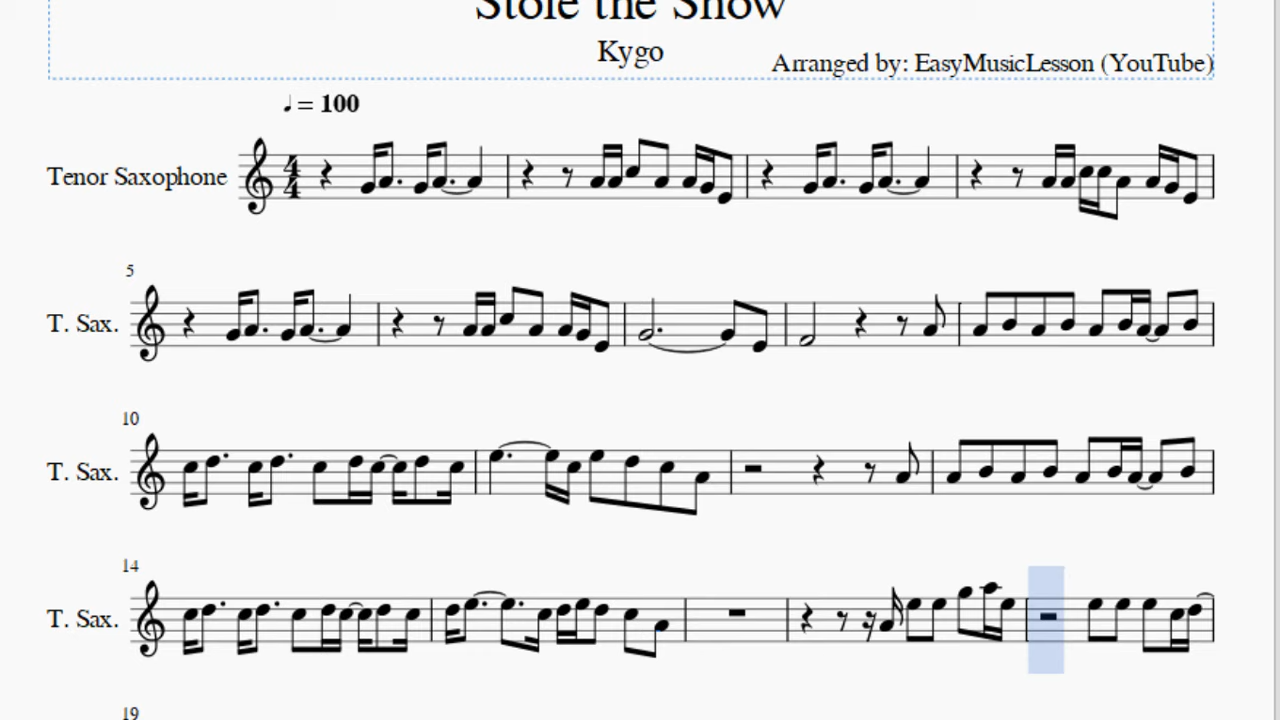 Stole the Show
Kygo
Arranged by: EasyMusicLesson (YouTube)
♩ = 100
Tenor Saxophone
5
T. Sax.
10
T. Sax.
14
T. Sax.
19